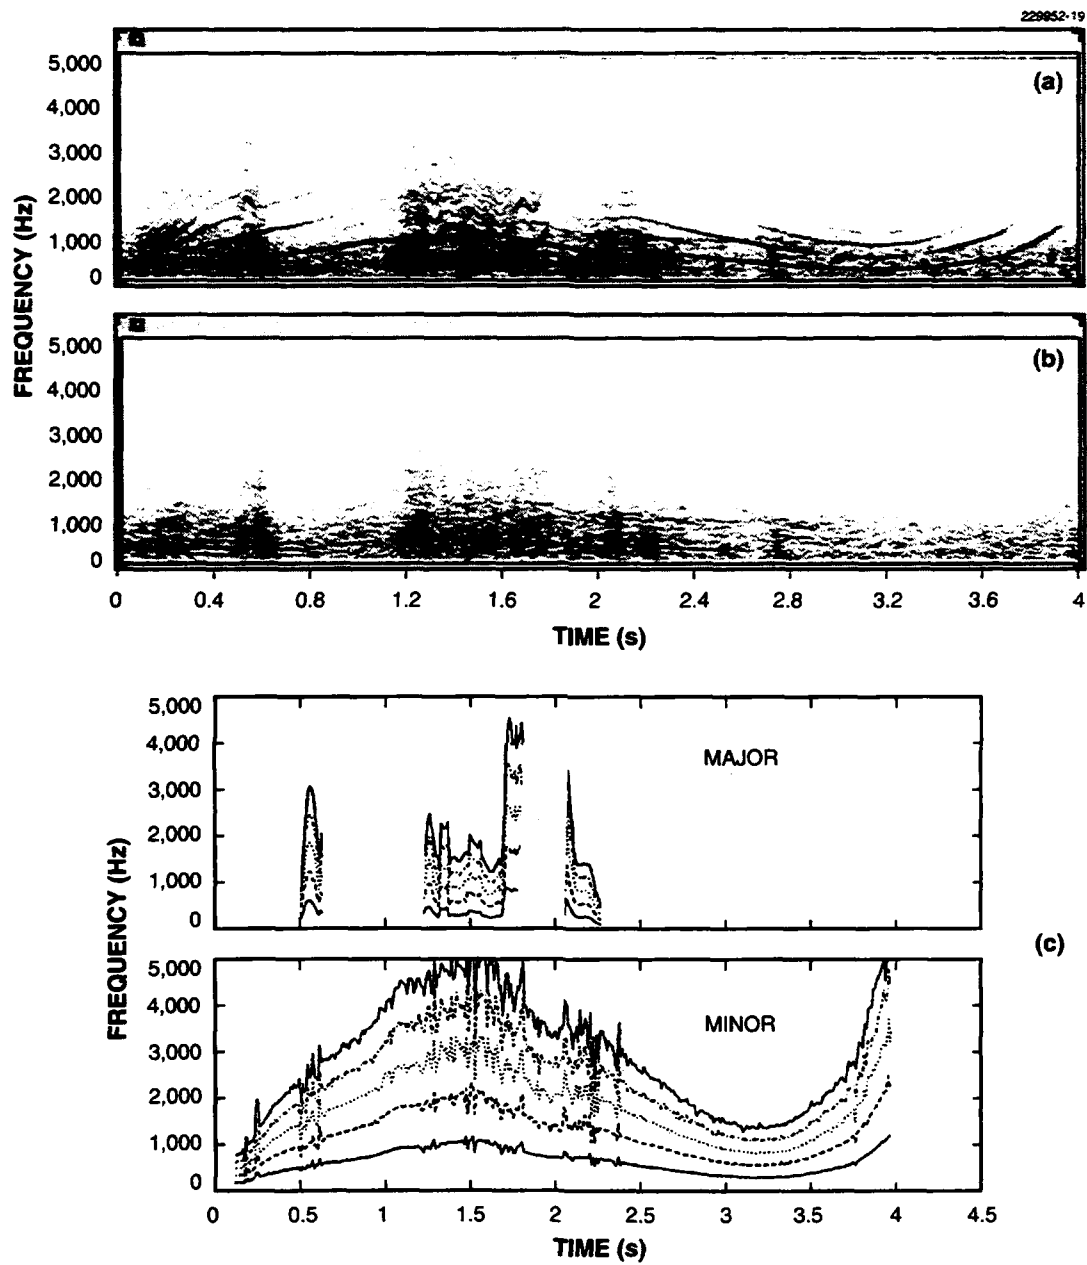 229952-19
(a)
5,000
4,000
3,000
2,000
1,000
0
FREQUENCY (Hz)
(b)
5,000
4,000
3,000
2,000
1,000
0
0 0.4 0.8 1.2 1.6 2 2.4 2.8 3.2 3.6 4
TIME (s)
5,000
4,000
3,000
2,000
1,000
0
MAJOR
FREQUENCY (Hz)
(c)
5,000
4,000
3,000
2,000
1,000
0
MINOR
0 0.5 1 1.5 2 2.5 3 3.5 4 4.5
TIME (s)